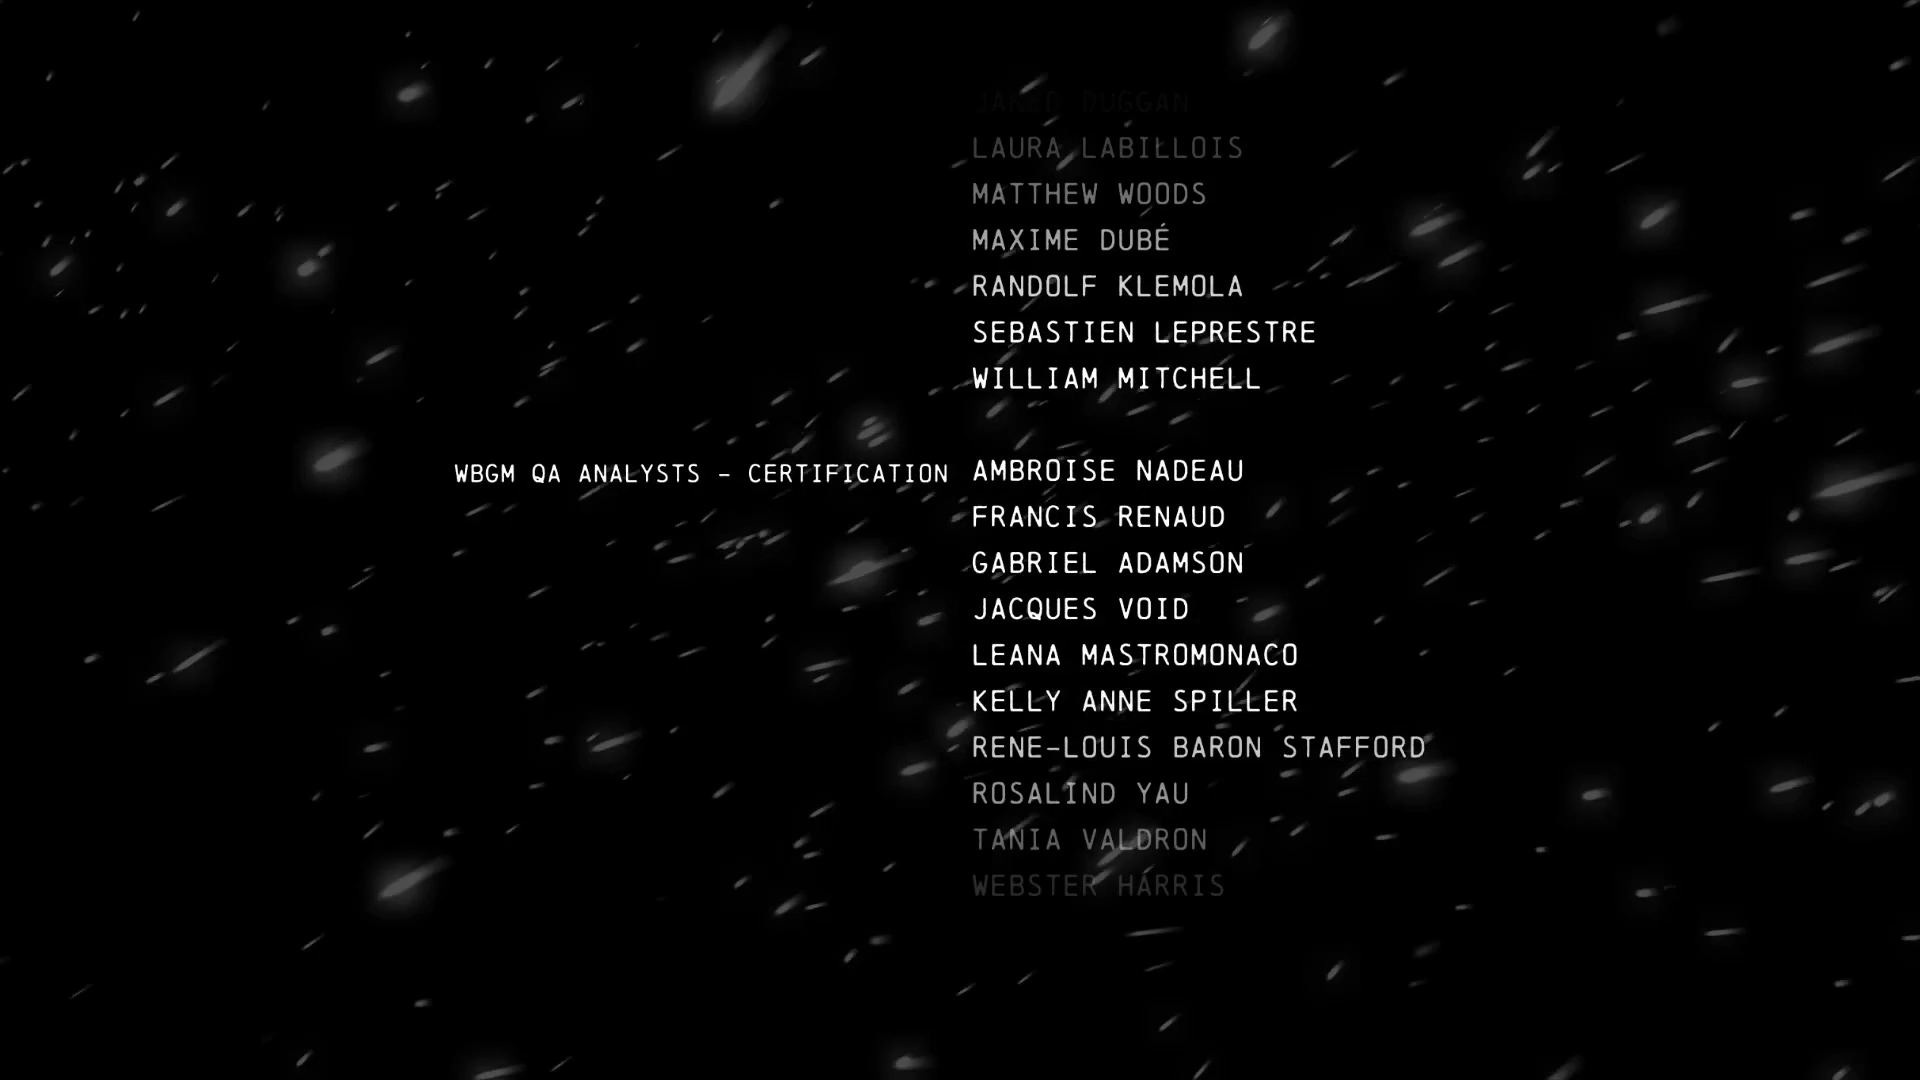 JARED DUGGAN
LAURA LABILLOIS
MATTHEW WOODS
MAXIME DUBÉ
RANDOLF KLEMOLA
SEBASTIEN LEPRESTRE
WILLIAM MITCHELL
WBGM QA ANALYSTS – CERTIFICATION AMBROISE NADEAU
FRANCIS RENAUD
GABRIEL ADAMSON
JACQUES VOID
LEANA MASTROMONACO
KELLY ANNE SPILLER
RENE-LOUIS BARON STAFFORD
ROSALIND YAU
TANIA VALDRON
WEBSTER HARRIS